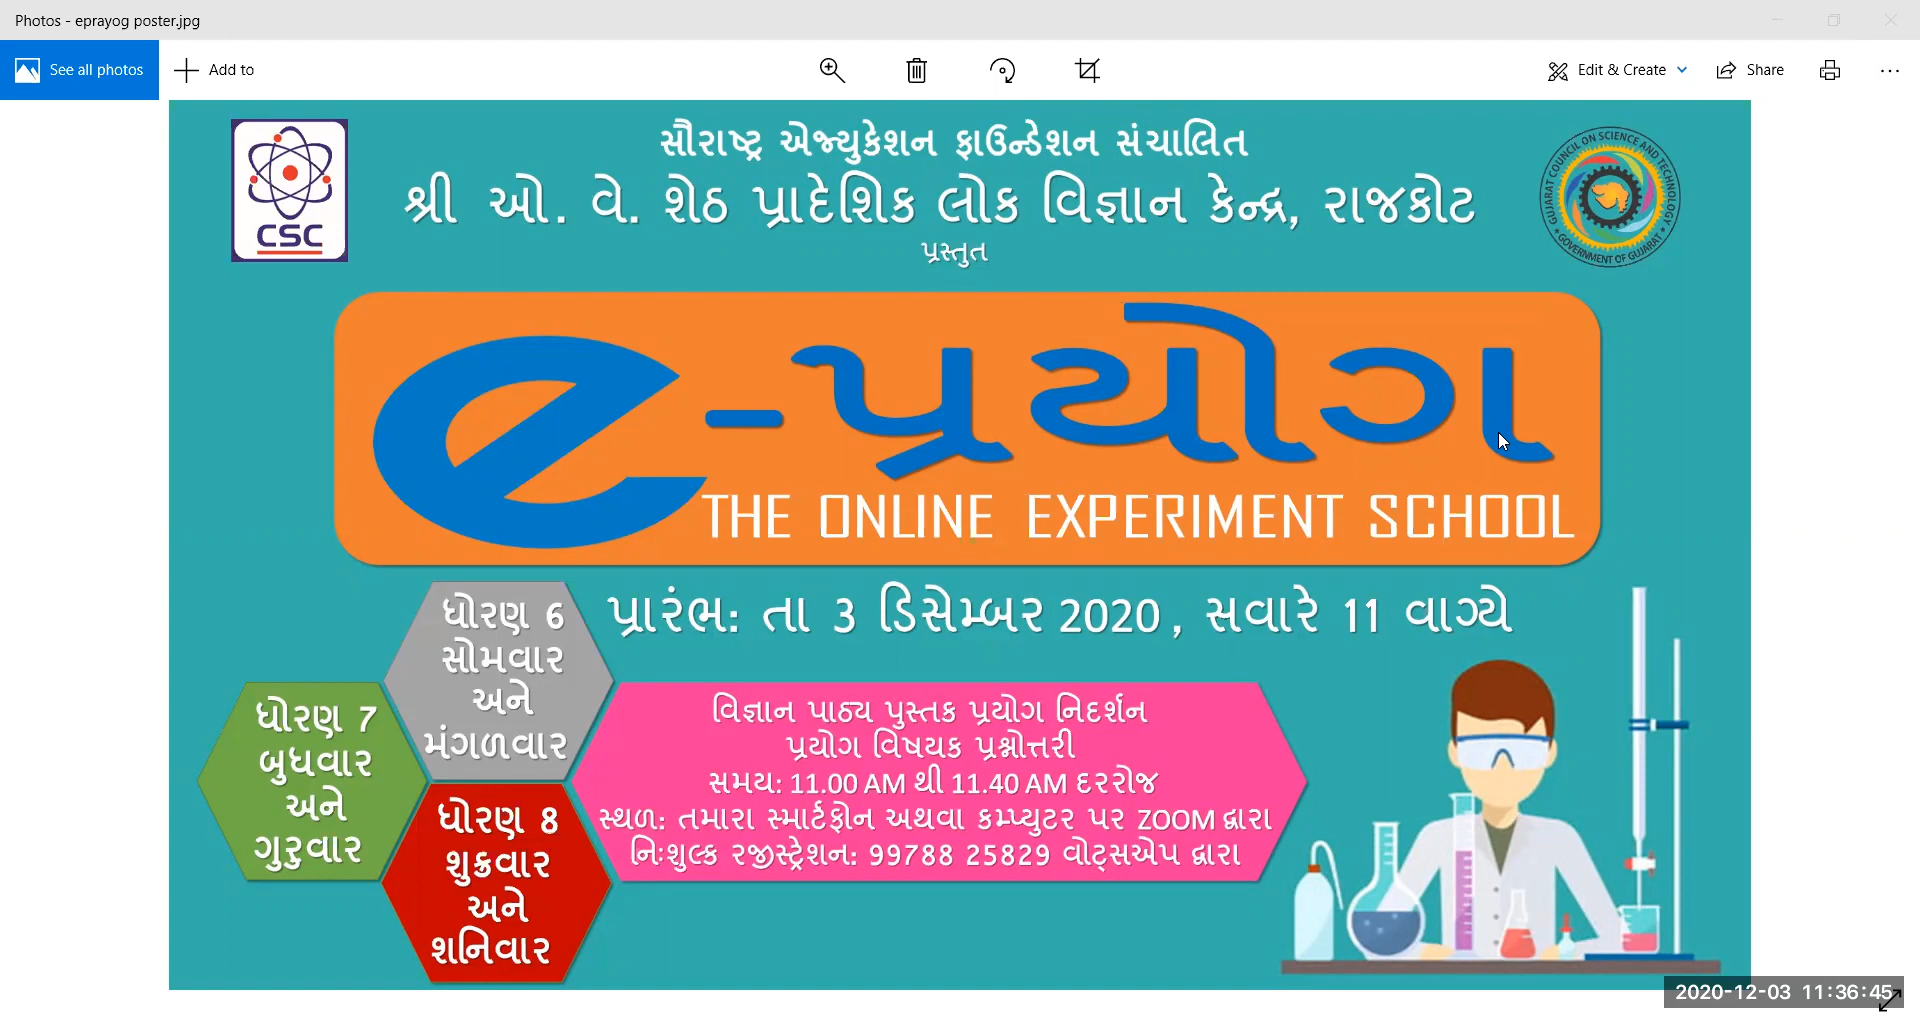 Photos - eprayog poster.jpg
See all photos
Add to
Edit & Create
Share
CSC
સૌરાષ્ટ્ર એજ્યુકેશન ફાઉન્ડેશન સંચાલિત
શ્રી ઓ. વે. શેઠ પ્રાદેશિક લોક વિજ્ઞાન કેન્દ્ર, રાજકોટ
પ્રસ્તુત
GUJARAT COUNCIL ON SCIENCE AND TECHNOLOGY
GOVERNMENT OF GUJARAT
e-પ્રયોગ
THE ONLINE EXPERIMENT SCHOOL
પ્રારંભ: તા 3 ડિસેમ્બર 2020, સવારે 11 વાગ્યે
ધોરણ 6
સોમવાર
અને
મંગળવાર
ધોરણ 7
બુધવાર
અને
ગુરુવાર
ધોરણ 8
શુક્રવાર
અને
શનિવાર
વિજ્ઞાન પાઠ્ય પુસ્તક પ્રયોગ નિદર્શન
પ્રયોગ વિષયક પ્રશ્નોત્તરી
સમય: 11.00 AM થી 11.40 AM દરરોજ
સ્થળ: તમારા સ્માર્ટફોન અથવા કમ્પ્યુટર પર ZOOM દ્વારા
નિઃશુલ્ક રજીસ્ટ્રેશન: 99788 25829 વોટ્સએપ દ્વારા
2020-12-03 11:36:45